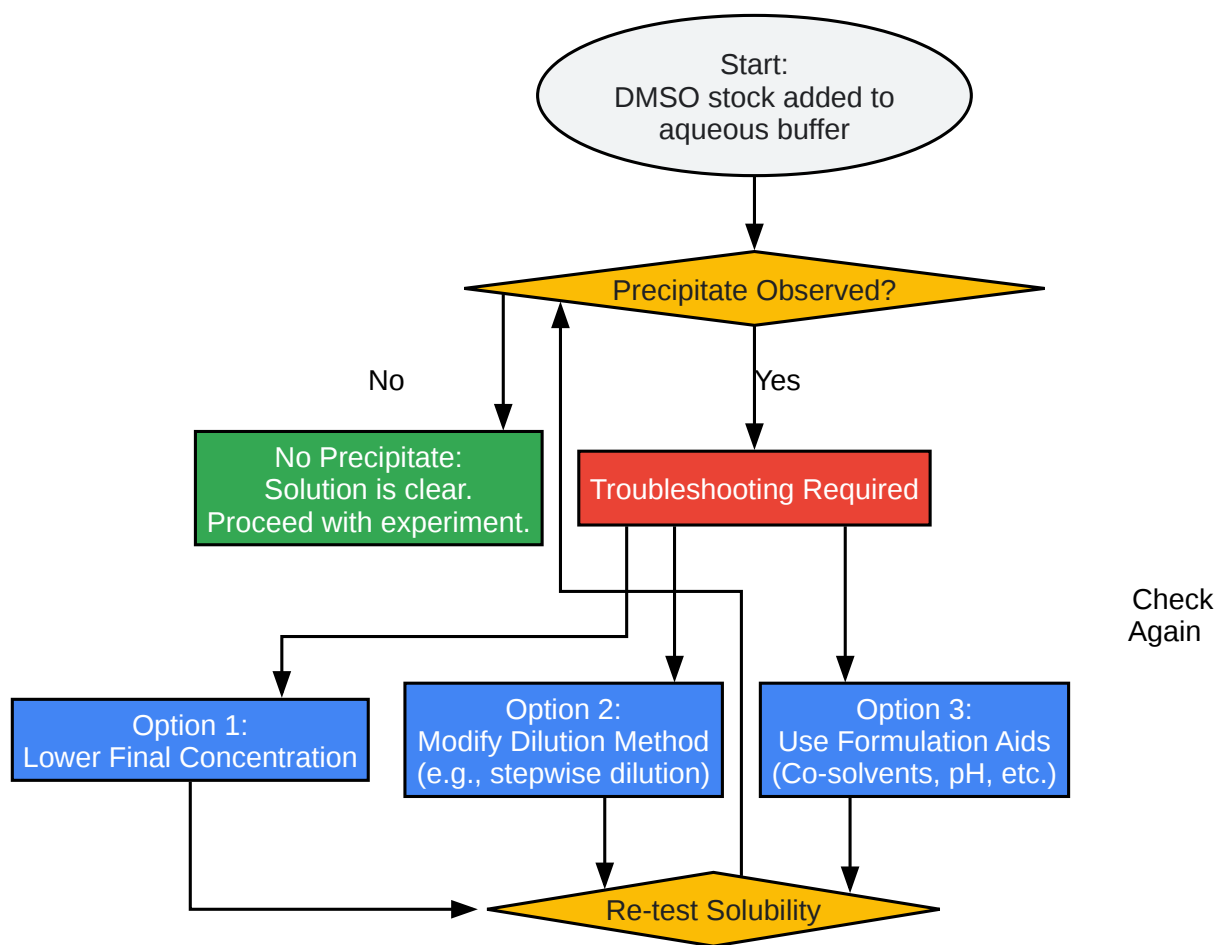 Start:
DMSO stock added to
aqueous buffer
Precipitate Observed?
No
Yes
No Precipitate:
Solution is clear.
Proceed with experiment.
Troubleshooting Required
Check
Again
Option 1:
Lower Final Concentration
Option 2:
Modify Dilution Method
(e.g., stepwise dilution)
Option 3:
Use Formulation Aids
(Co-solvents, pH, etc.)
Re-test Solubility